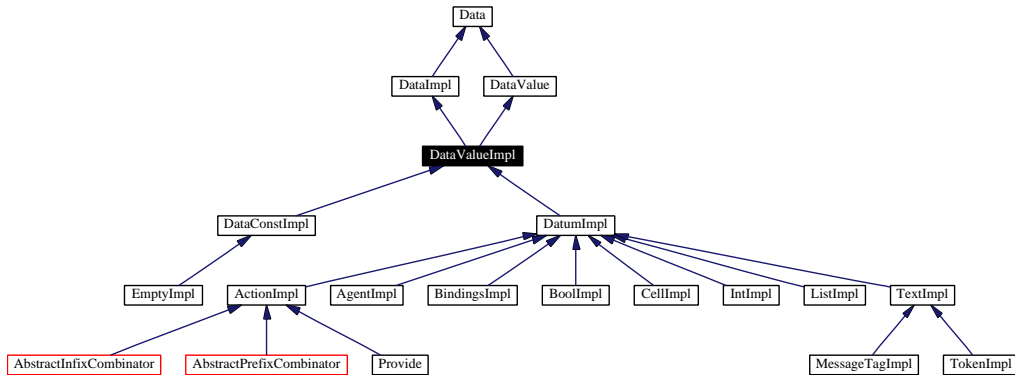 Data
DataImpl
DataValue
DataValueImpl
DataConstImpl
DatumImpl
EmptyImpl
ActionImpl
AgentImpl
BindingsImpl
BoolImpl
CellImpl
IntImpl
ListImpl
TextImpl
AbstractInfixCombinator
AbstractPrefixCombinator
Provide
MessageTagImpl
TokenImpl